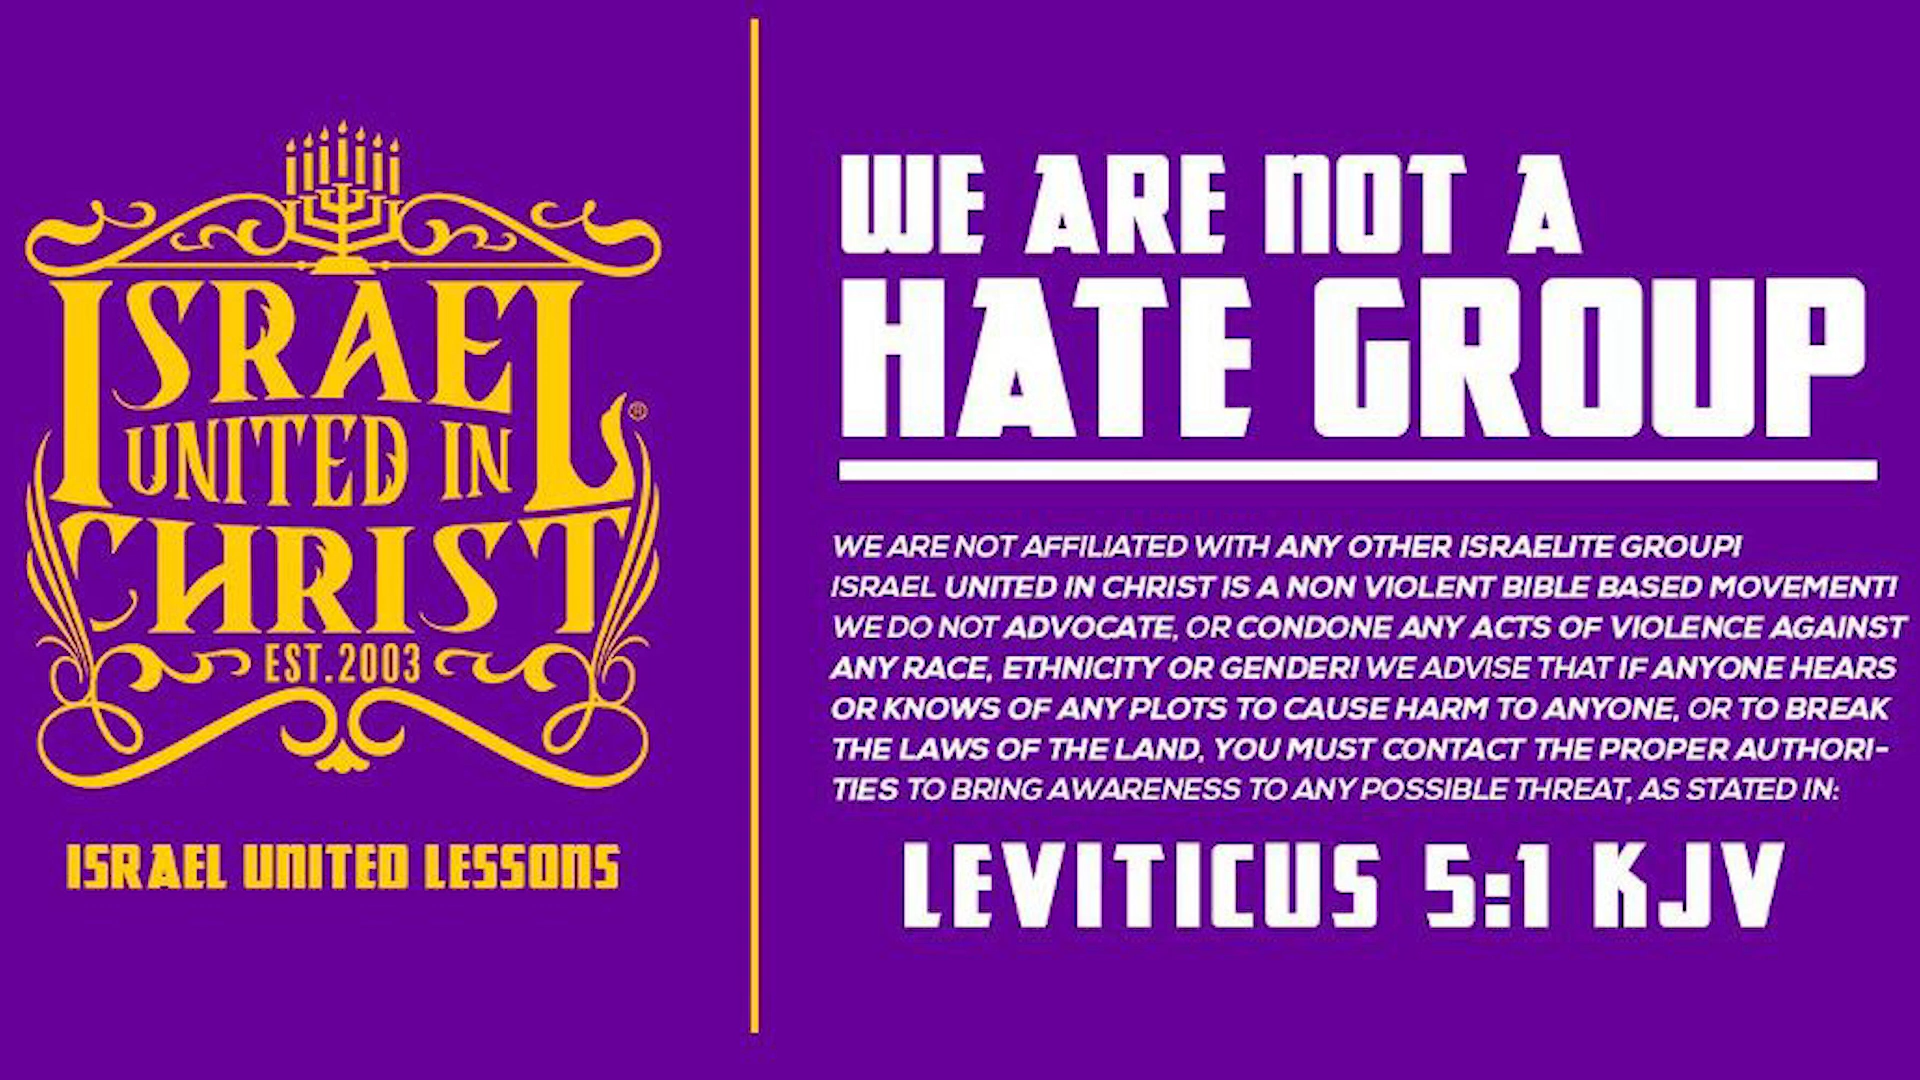 ISRAEL
UNITED IN
CHRIST
®
EST.2003
ISRAEL UNITED LESSONS
WE ARE NOT A
HATE GROUP
WE ARE NOT AFFILIATED WITH ANY OTHER ISRAELITE GROUP!
ISRAEL UNITED IN CHRIST IS A NON VIOLENT BIBLE BASED MOVEMENT!
WE DO NOT ADVOCATE, OR CONDONE ANY ACTS OF VIOLENCE AGAINST
ANY RACE, ETHNICITY OR GENDER! WE ADVISE THAT IF ANYONE HEARS
OR KNOWS OF ANY PLOTS TO CAUSE HARM TO ANYONE, OR TO BREAK
THE LAWS OF THE LAND, YOU MUST CONTACT THE PROPER AUTHORI-
TIES TO BRING AWARENESS TO ANY POSSIBLE THREAT, AS STATED IN:
LEVITICUS 5:1 KJV